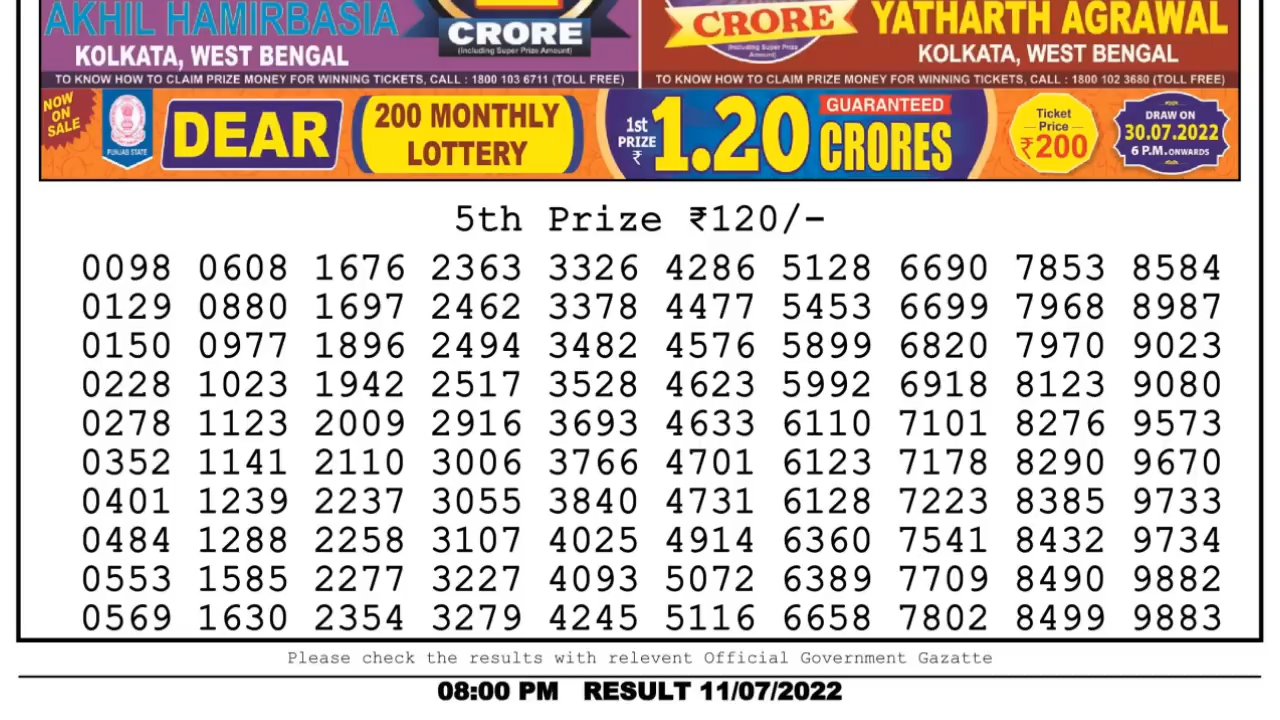 AKHIL HAMIRBASIA
KOLKATA, WEST BENGAL
CRORE
(Including Super Prize Amount)
TO KNOW HOW TO CLAIM PRIZE MONEY FOR WINNING TICKETS, CALL : 1800 103 6711 (TOLL FREE)
CRORE
(Including Super Prize
Amount)
YATHARTH AGRAWAL
KOLKATA, WEST BENGAL
TO KNOW HOW TO CLAIM PRIZE MONEY FOR WINNING TICKETS, CALL : 1800 102 3680 (TOLL FREE)
NOW
ON
SALE
PUNJAB STATE
DEAR
200 MONTHLY
LOTTERY
1st
PRIZE
₹
1.20
GUARANTEED
CRORES
Ticket
Price
₹200
DRAW ON
30.07.2022
6 P.M. ONWARDS
5th Prize ₹120/-
0098 0608 1676 2363 3326 4286 5128 6690 7853 8584
0129 0880 1697 2462 3378 4477 5453 6699 7968 8987
0150 0977 1896 2494 3482 4576 5899 6820 7970 9023
0228 1023 1942 2517 3528 4623 5992 6918 8123 9080
0278 1123 2009 2916 3693 4633 6110 7101 8276 9573
0352 1141 2110 3006 3766 4701 6123 7178 8290 9670
0401 1239 2237 3055 3840 4731 6128 7223 8385 9733
0484 1288 2258 3107 4025 4914 6360 7541 8432 9734
0553 1585 2277 3227 4093 5072 6389 7709 8490 9882
0569 1630 2354 3279 4245 5116 6658 7802 8499 9883
Please check the results with relevent Official Government Gazatte
08:00 PM RESULT 11/07/2022